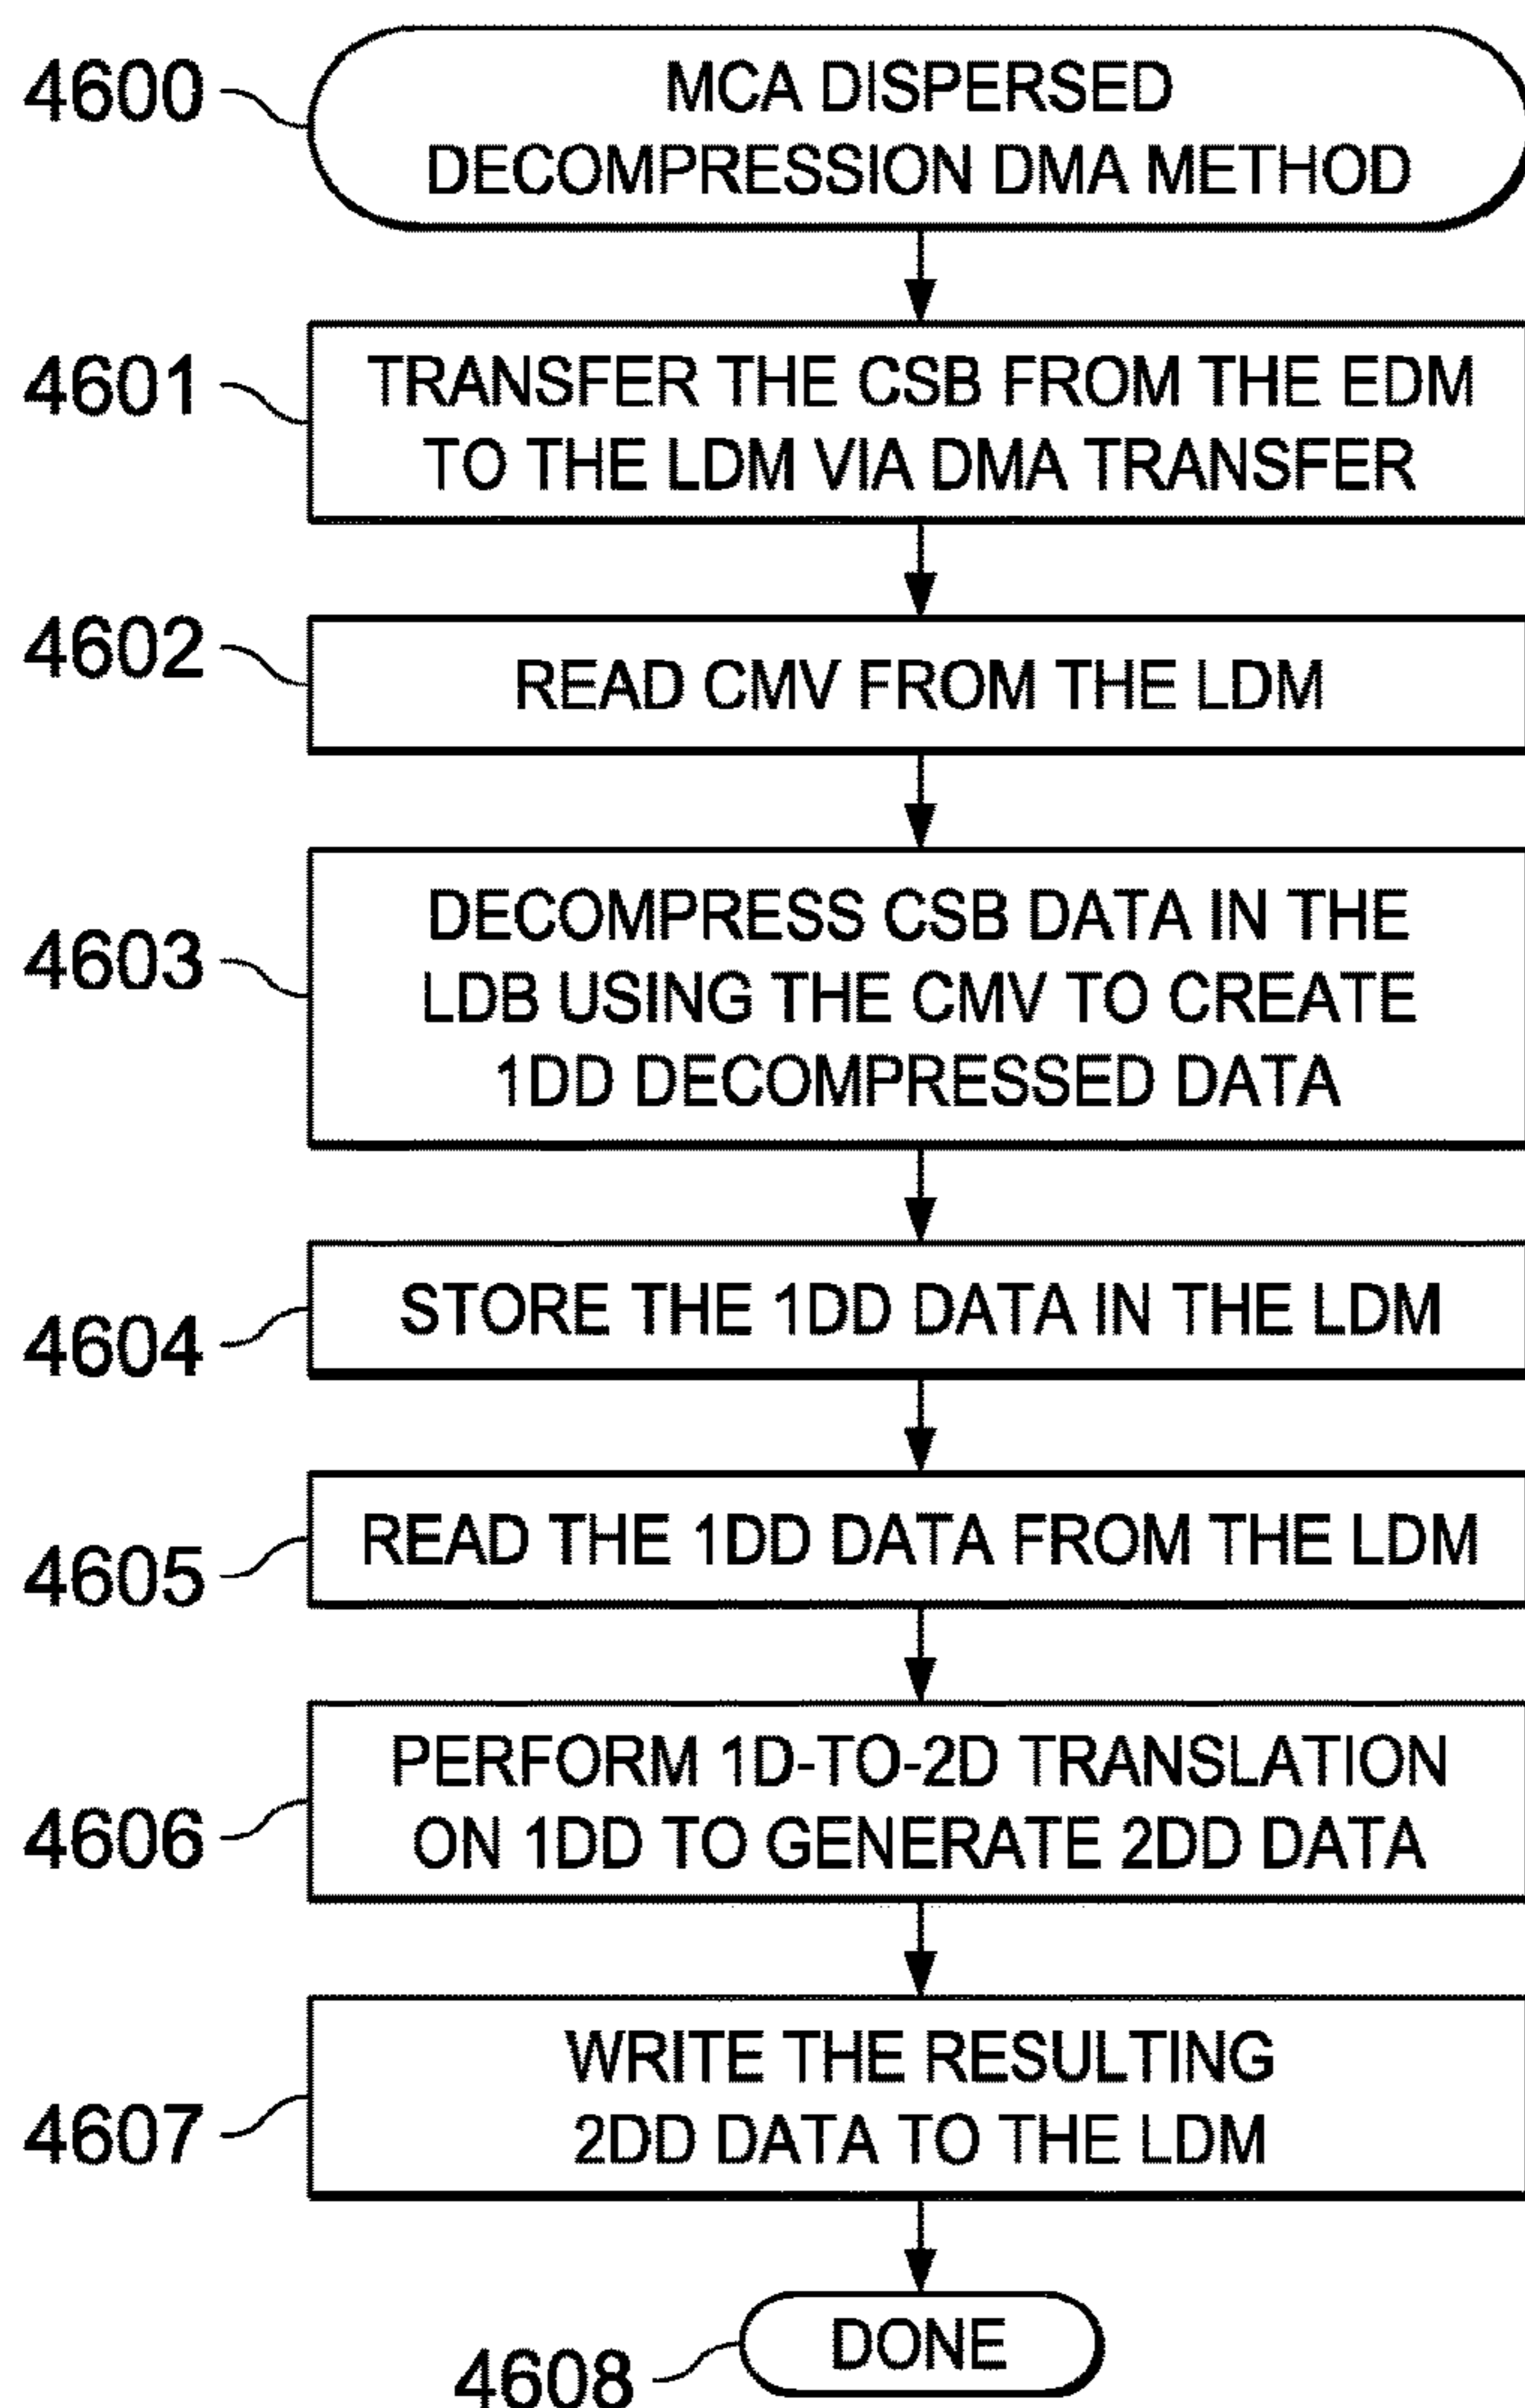 4600
MCA DISPERSED
DECOMPRESSION DMA METHOD
4601
TRANSFER THE CSB FROM THE EDM
TO THE LDM VIA DMA TRANSFER
4602
READ CMV FROM THE LDM
4603
DECOMPRESS CSB DATA IN THE
LDB USING THE CMV TO CREATE
1DD DECOMPRESSED DATA
4604
STORE THE 1DD DATA IN THE LDM
4605
READ THE 1DD DATA FROM THE LDM
4606
PERFORM 1D-TO-2D TRANSLATION
ON 1DD TO GENERATE 2DD DATA
4607
WRITE THE RESULTING
2DD DATA TO THE LDM
4608
DONE